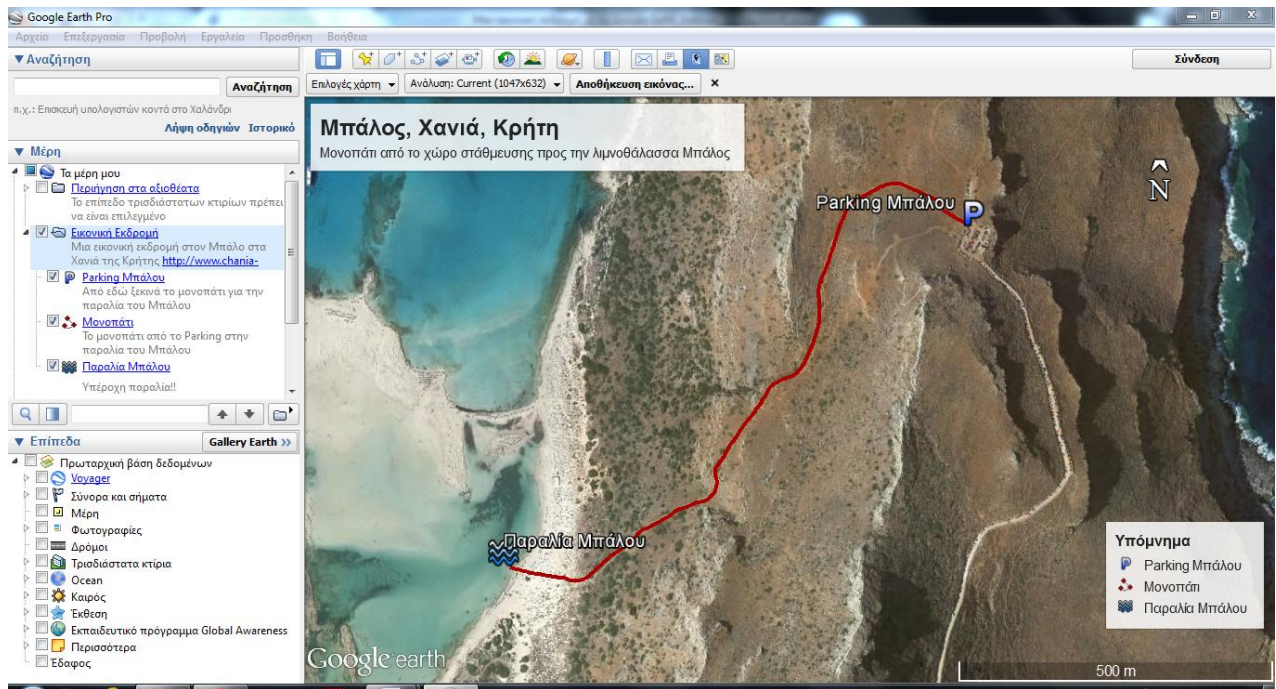 Google Earth Pro
Αρχείο Επεξεργασία Προβολή Εργαλεία Προσθήκη Βοήθεια
Αναζήτηση
Αναζήτηση
π.χ.: Επισκευή υπολογιστών κοντά στο Χαλάνδρι
Λήψη οδηγιών Ιστορικό
Μέρη
Τα μέρη μου
Περιήγηση στα αξιοθέατα
Το επίπεδο τρισδιάστατων κτιρίων πρέπει
να είναι επιλεγμένο
Εικονική Εκδρομή
Μια εικονική εκδρομή στον Μπάλο στα
Χανιά της Κρήτης http://www.chania-
Parking Μπάλου
Από εδώ ξεκινά το μονοπάτι για την
παραλία του Μπάλου
Μονοπάτι
Το μονοπάτι από το Parking στην
παραλία του Μπάλου
Παραλία Μπάλου
Υπέροχη παραλία!!
Επίπεδα
Gallery Earth »
Πρωταρχική βάση δεδομένων
Voyager
Σύνορα και σήματα
Μέρη
Φωτογραφίες
Δρόμοι
Τρισδιάστατα κτίρια
Ocean
Καιρός
Έκθεση
Εκπαιδευτικό πρόγραμμα Global Awareness
Περισσότερα
Έδαφος
Σύνδεση
Επιλογές χάρτη Ανάλυση: Current (1047x632) Αποθήκευση εικόνας...
Μπάλος, Χανιά, Κρήτη
Μονοπάτι από το χώρο στάθμευσης προς την λιμνοθάλασσα Μπάλος
N
Parking Μπάλου P
Παραλία Μπάλου
Υπόμνημα
Parking Μπάλου
Μονοπάτι
Παραλία Μπάλου
Google earth
500 m